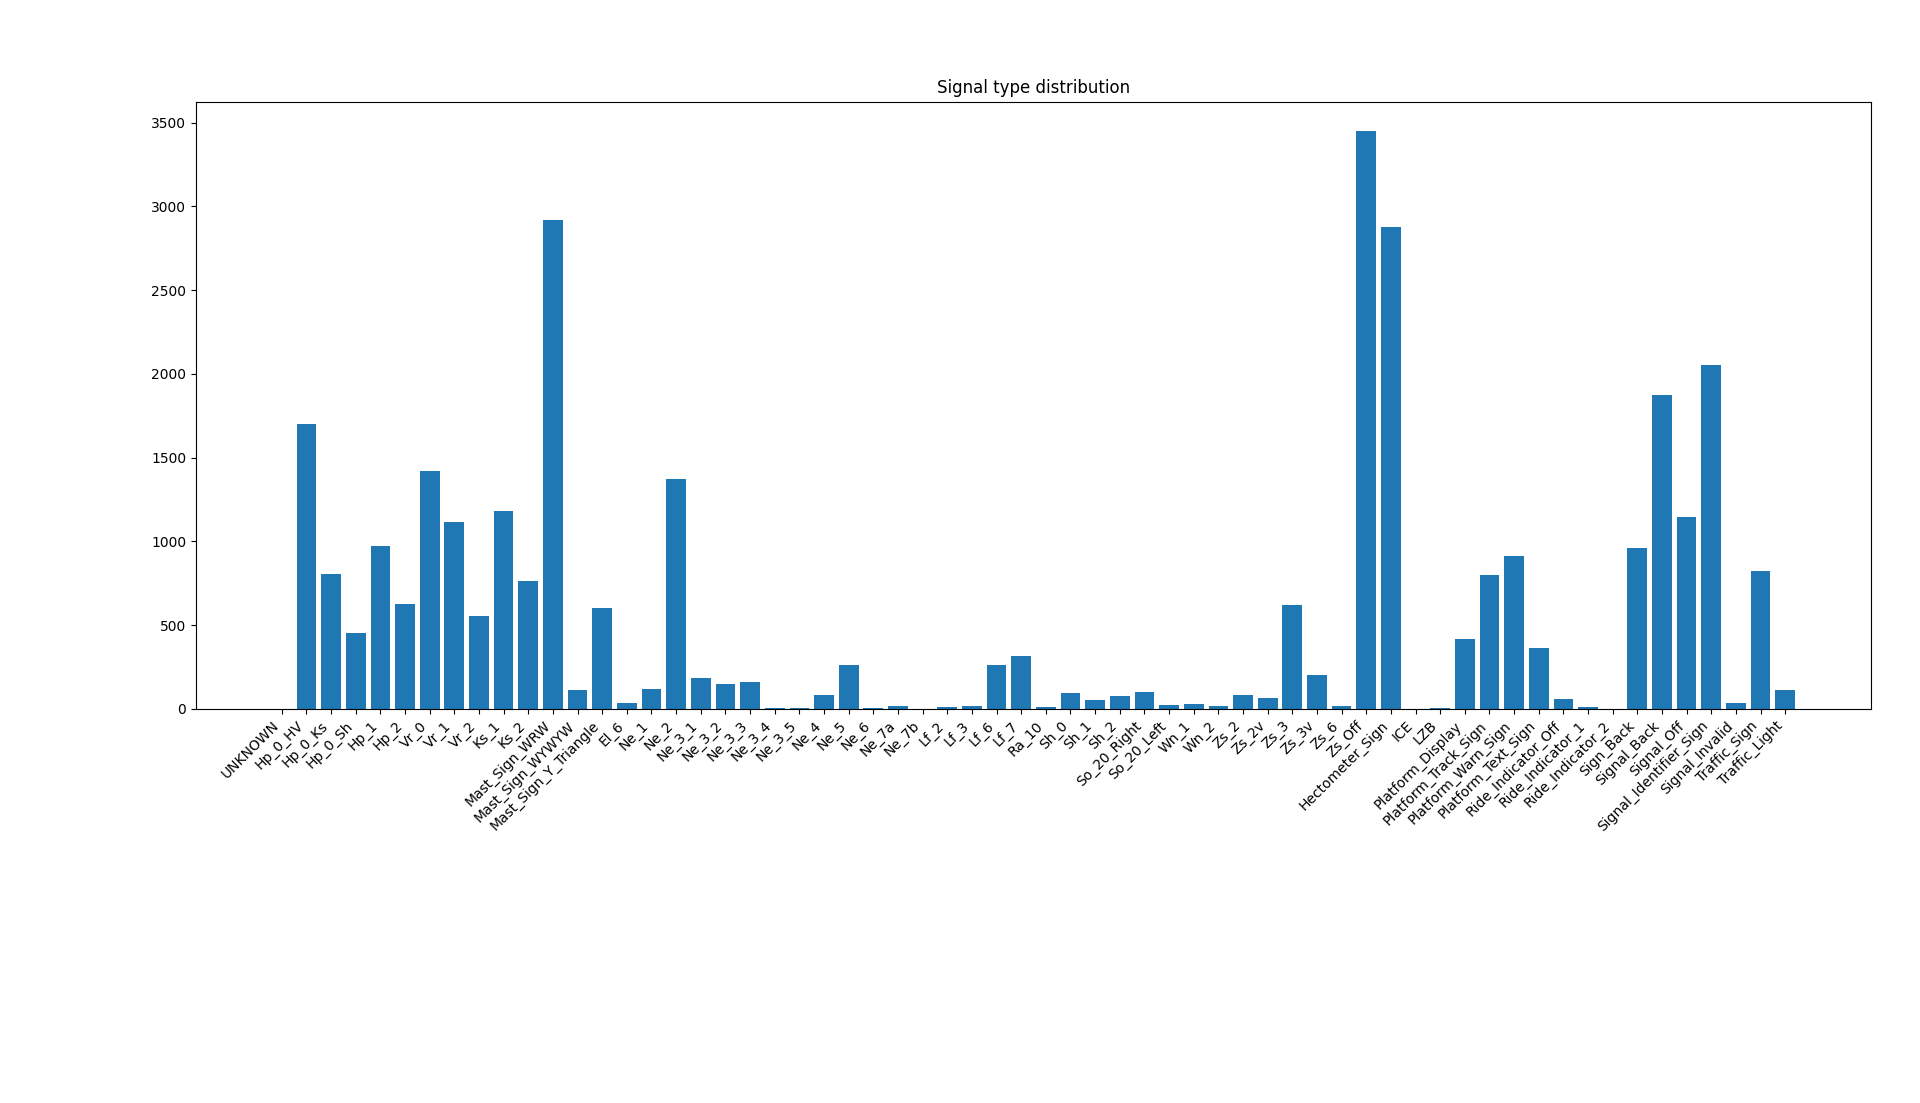 Signal type distribution
3500
3000
2500
2000
1500
1000
500
0
UNKNOWN
Hp_0_HV
Hp_0_Ks
Hp_0_Sh
Hp_1
Hp_2
Vr_0
Vr_1
Vr_2
Ks_1
Ks_2
Mast_Sign_WRW
Mast_Sign_WYWYW
Mast_Sign_Y_Triangle
El_6
Ne_1
Ne_2
Ne_3_1
Ne_3_2
Ne_3_3
Ne_3_4
Ne_3_5
Ne_4
Ne_5
Ne_6
Ne_7a
Ne_7b
Lf_2
Lf_3
Lf_6
Lf_7
Ra_10
Sh_0
Sh_1
Sh_2
So_20_Right
So_20_Left
Wn_1
Wn_2
Zs_2
Zs_2v
Zs_3
Zs_3v
Zs_6
Zs_Off
Hectometer_Sign
ICE
LZB
Platform_Display
Platform_Track_Sign
Platform_Warn_Sign
Platform_Text_Sign
Ride_Indicator_Off
Ride_Indicator_1
Ride_Indicator_2
Sign_Back
Signal_Back
Signal_Off
Signal_Identifier_Sign
Signal_Invalid
Traffic_Sign
Traffic_Light